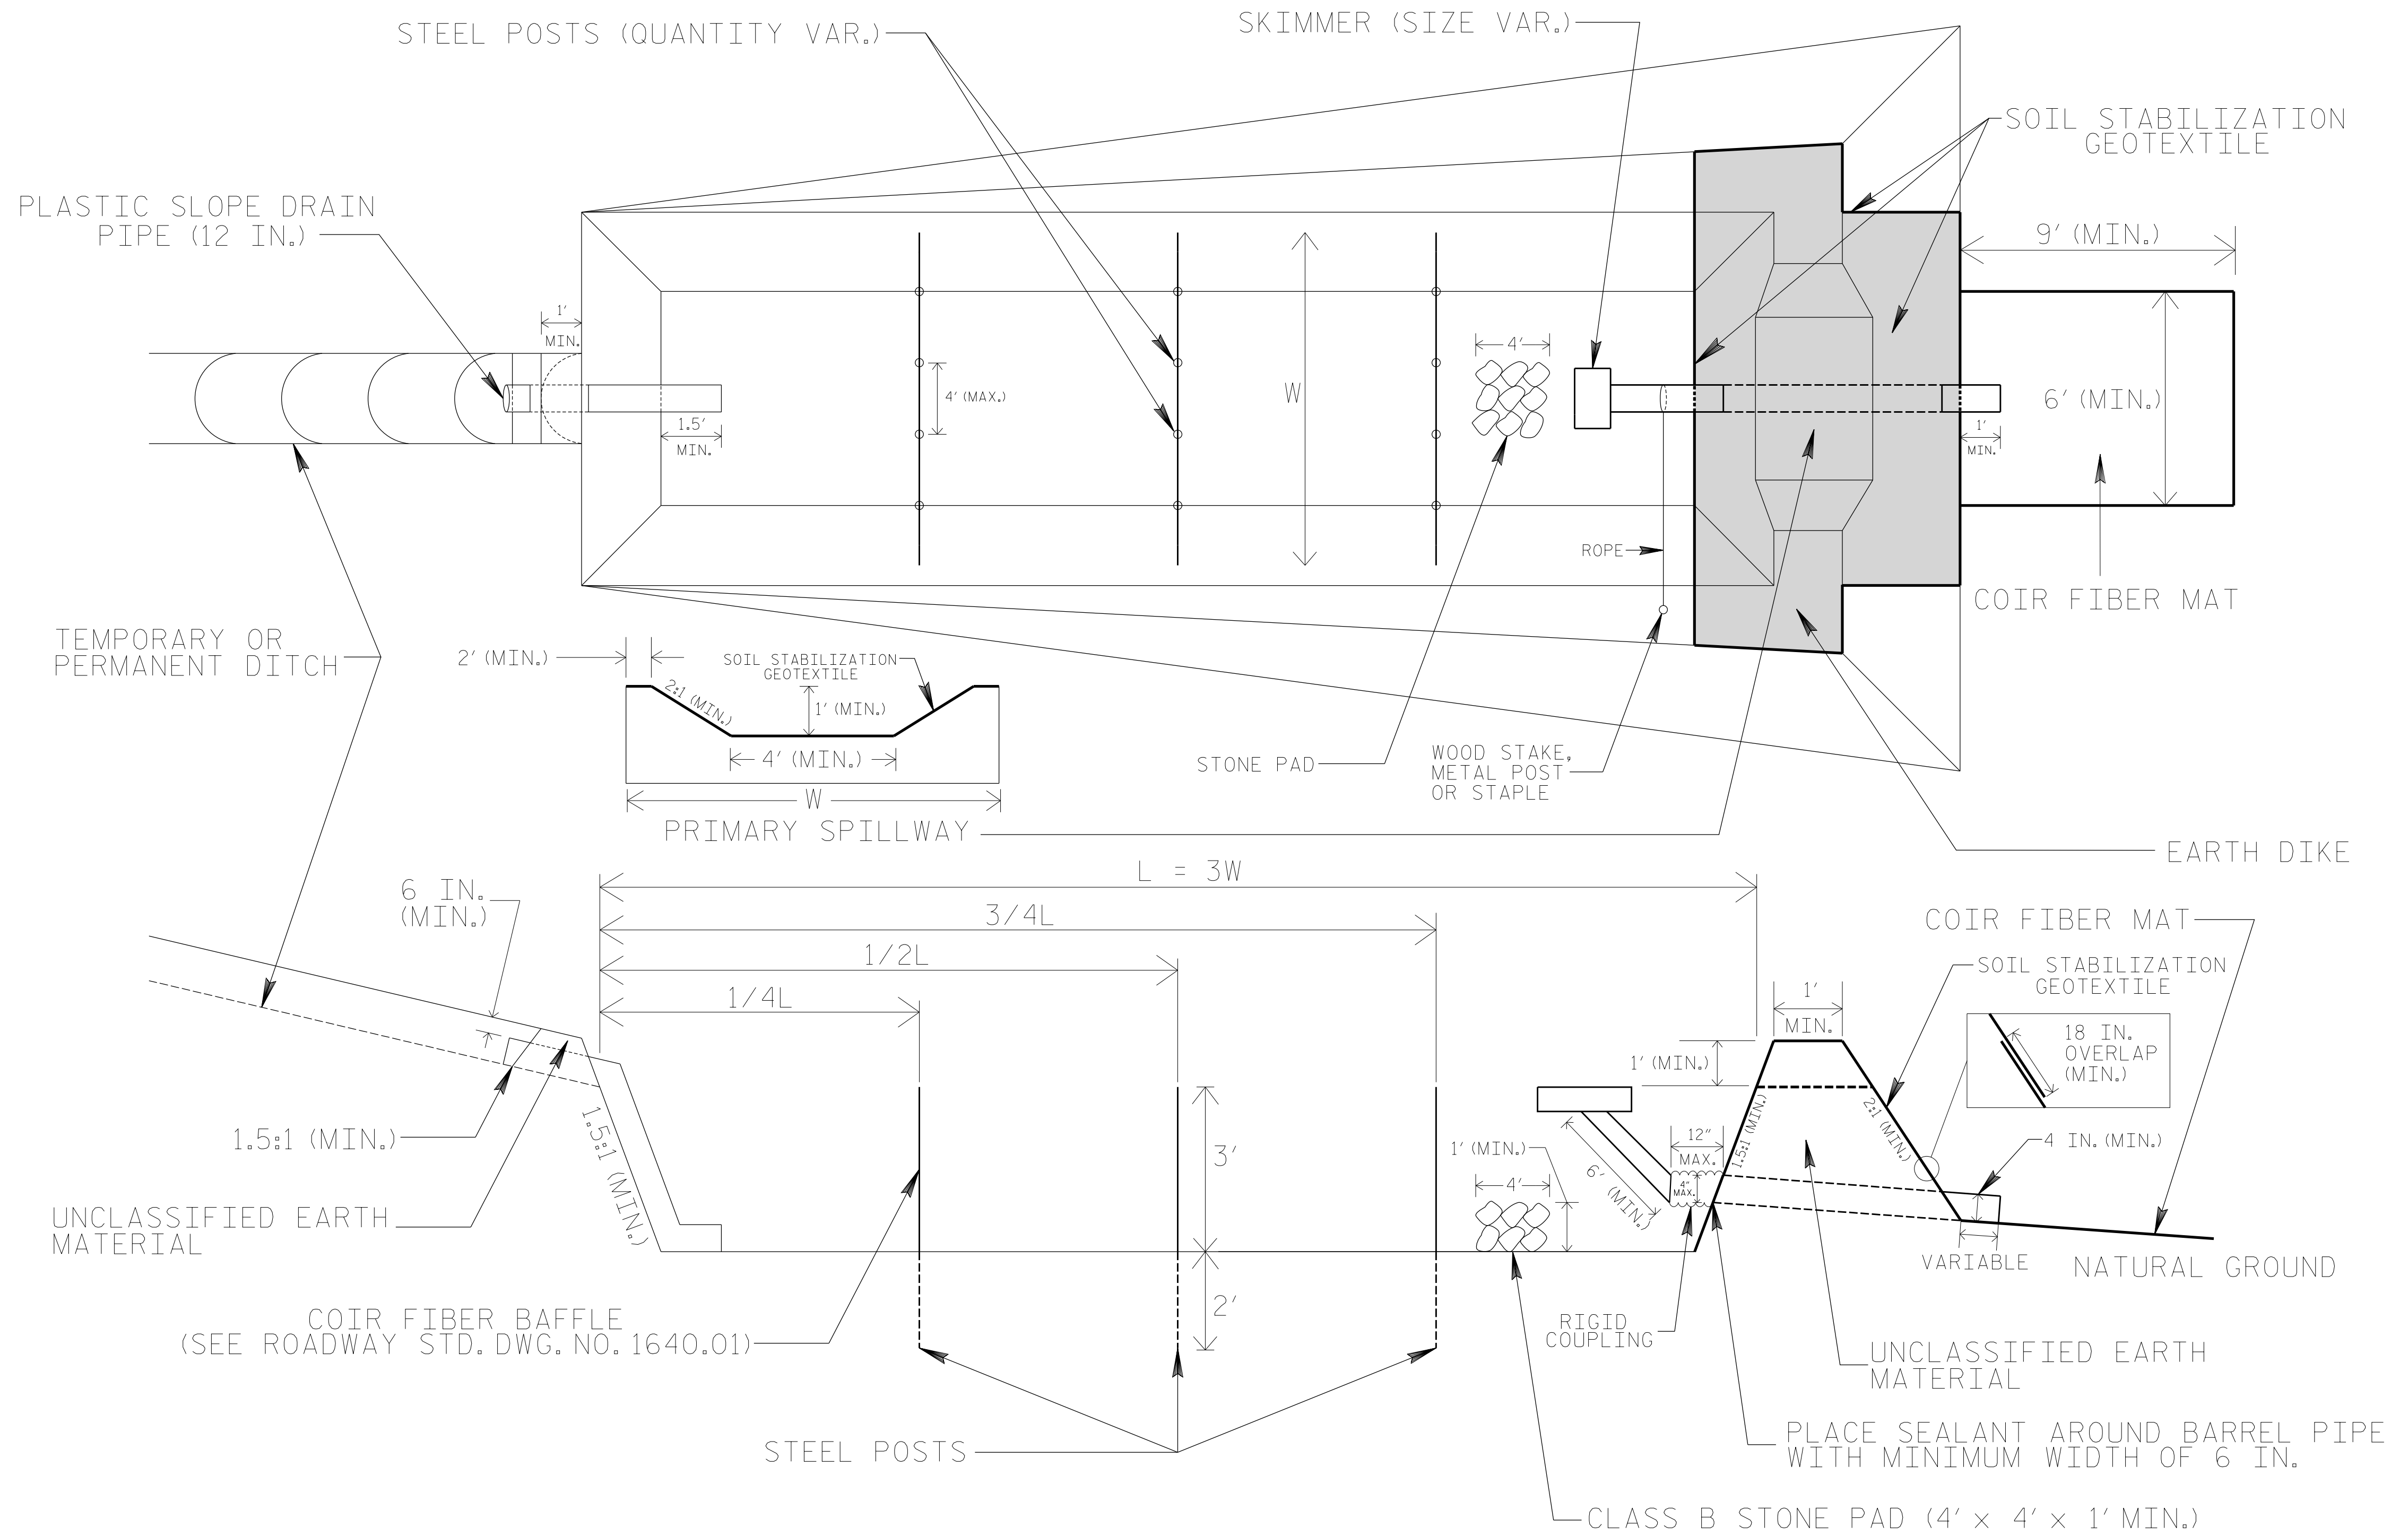 STEEL POSTS (QUANTITY VAR.)
SKIMMER (SIZE VAR.)
SOIL STABILIZATION
GEOTEXTILE
PLASTIC SLOPE DRAIN
PIPE (12 IN.)
9' (MIN.)
1'
MIN.
4'
4' (MAX.)
W
6' (MIN.)
1.5'
MIN.
1'
MIN.
ROPE
COIR FIBER MAT
TEMPORARY OR
PERMANENT DITCH
2' (MIN.)
SOIL STABILIZATION
GEOTEXTILE
2:1 (MIN.)
1' (MIN.)
4' (MIN.)
W
PRIMARY SPILLWAY
STONE PAD
WOOD STAKE,
METAL POST
OR STAPLE
EARTH DIKE
L = 3W
6 IN.
(MIN.)
3/4L
COIR FIBER MAT
1/2L
SOIL STABILIZATION
GEOTEXTILE
1/4L
1'
MIN.
18 IN.
OVERLAP
(MIN.)
1' (MIN.)
1.5:1 (MIN.)
1.5:1 (MIN.)
3'
1' (MIN.)
4'
6' (MIN.)
12"
MAX.
4"
MAX.
1.5:1 (MIN.)
2:1 (MIN.)
4 IN. (MIN.)
UNCLASSIFIED EARTH
MATERIAL
VARIABLE
NATURAL GROUND
2'
COIR FIBER BAFFLE
(SEE ROADWAY STD. DWG. NO. 1640.01)
RIGID
COUPLING
UNCLASSIFIED EARTH
MATERIAL
STEEL POSTS
PLACE SEALANT AROUND BARREL PIPE
WITH MINIMUM WIDTH OF 6 IN.
CLASS B STONE PAD (4' x 4' x 1' MIN.)